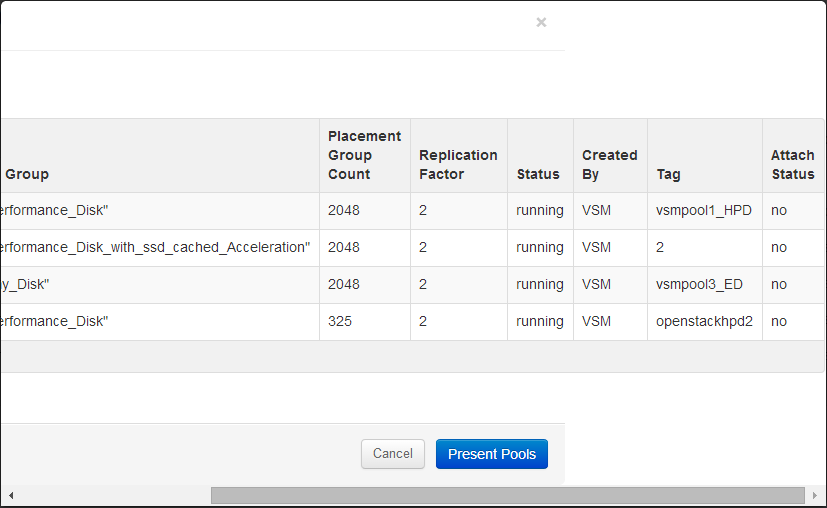 ×
Group Placement Group Count Replication Factor Status Created By Tag Attach Status
erformance_Disk" 2048 2 running VSM vsmpool1_HPD no
erformance_Disk_with_ssd_cached_Acceleration" 2048 2 running VSM 2 no
y_Disk" 2048 2 running VSM vsmpool3_ED no
erformance_Disk" 325 2 running VSM openstackhpd2 no
Cancel Present Pools